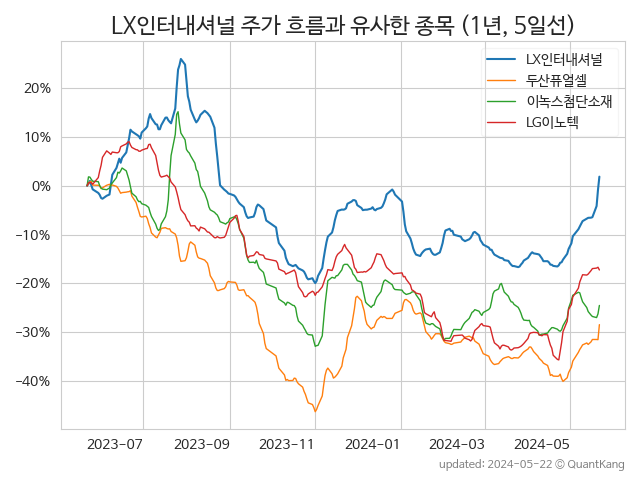 LX인터내셔널 주가 흐름과 유사한 종목 (1년, 5일선)
LX인터내셔널
두산퓨얼셀
이녹스첨단소재
LG이노텍
20%
10%
0%
−10%
−20%
−30%
−40%
2023-07
2023-09
2023-11
2024-01
2024-03
2024-05
updated: 2024-05-22 © QuantKang